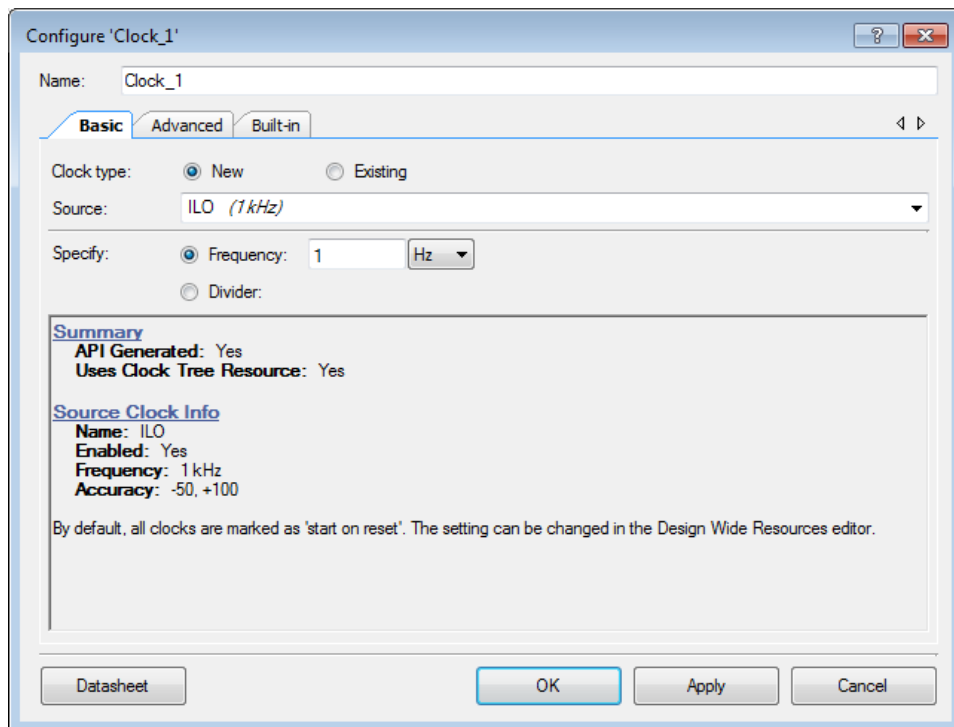 Configure 'Clock_1'
Name: Clock_1
Basic Advanced Built-in
Clock type: New Existing
Source: ILO (1 kHz)
Specify: Frequency: 1 Hz
Divider:
Summary
API Generated: Yes
Uses Clock Tree Resource: Yes
Source Clock Info
Name: ILO
Enabled: Yes
Frequency: 1 kHz
Accuracy: -50, +100
By default, all clocks are marked as 'start on reset'. The setting can be changed in the Design Wide Resources editor.
Datasheet OK Apply Cancel